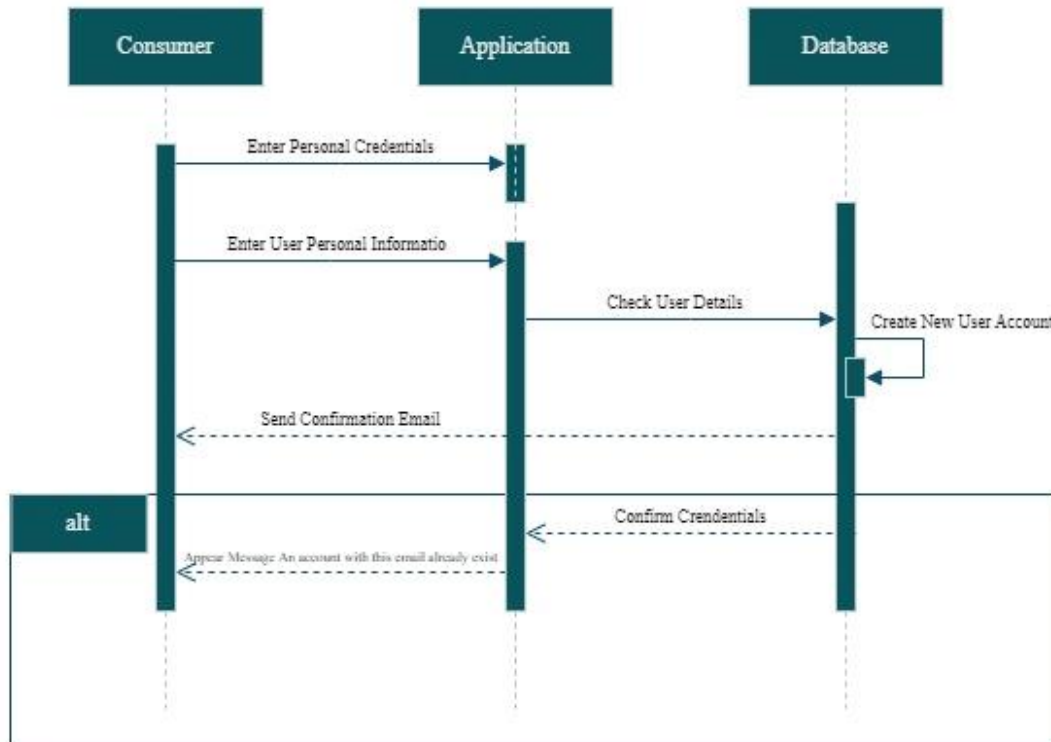 Consumer
Application
Database
Enter Personal Credentials
Enter User Personal Informatio
Check User Details
Create New User Account
Send Confirmation Email
alt
Confirm Crendentials
Appear Message An account with this email already exist